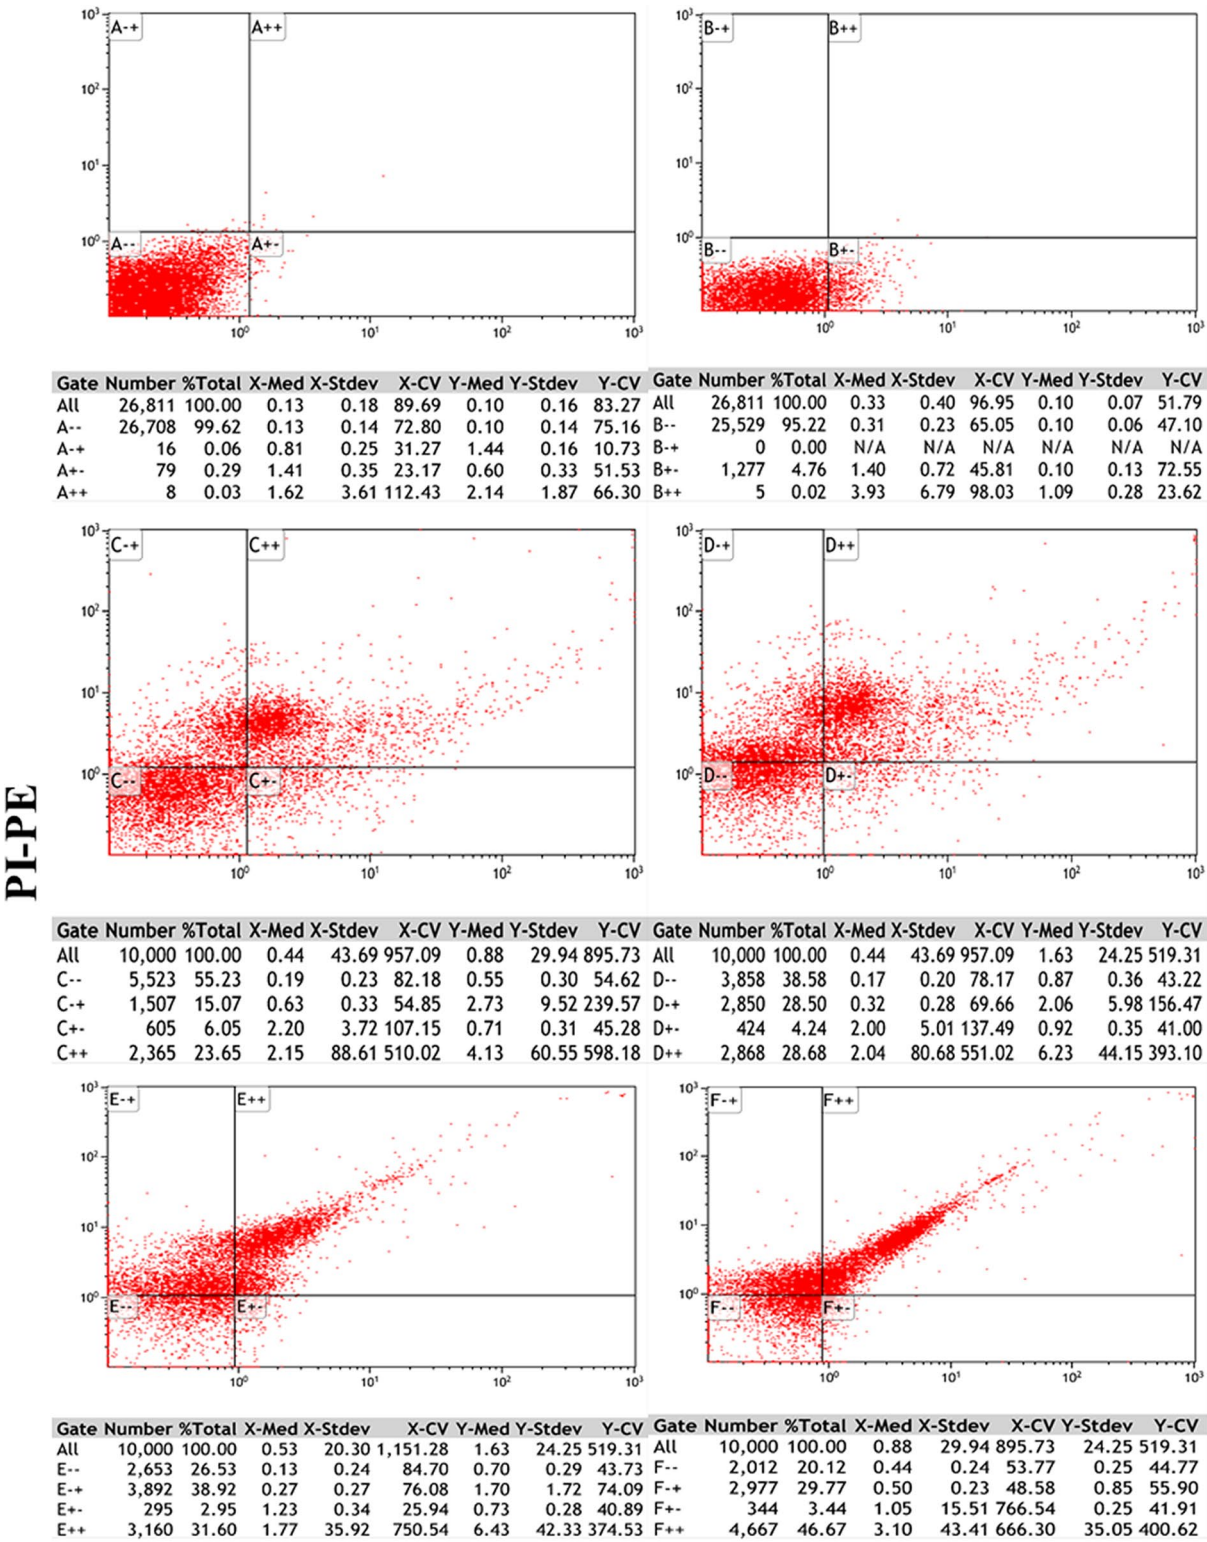 PI-PE
10³
10²
10¹
10⁰
A-+
A++
A--
A+-
10⁰ 10¹ 10² 10³
10³
10²
10¹
10⁰
B-+
B++
B--
B+-
10⁰ 10¹ 10² 10³
Gate Number %Total X-Med X-Stdev X-CV Y-Med Y-Stdev Y-CV
All 26,811 100.00 0.13 0.18 89.69 0.10 0.16 83.27
A-- 26,708 99.62 0.13 0.14 72.80 0.10 0.14 75.16
A-+ 16 0.06 0.81 0.25 31.27 1.44 0.16 10.73
A+- 79 0.29 1.41 0.35 23.17 0.60 0.33 51.53
A++ 8 0.03 1.62 3.61 112.43 2.14 1.87 66.30
Gate Number %Total X-Med X-Stdev X-CV Y-Med Y-Stdev Y-CV
All 26,811 100.00 0.33 0.40 96.95 0.10 0.07 51.79
B-- 25,529 95.22 0.31 0.23 65.05 0.10 0.06 47.10
B-+ 0 0.00 N/A N/A N/A N/A N/A N/A
B+- 1,277 4.76 1.40 0.72 45.81 0.10 0.13 72.55
B++ 5 0.02 3.93 6.79 98.03 1.09 0.28 23.62
10³
10²
10¹
10⁰
C-+
C++
C--
C+-
10⁰ 10¹ 10² 10³
10³
10²
10¹
10⁰
D-+
D++
D--
D+-
10⁰ 10¹ 10² 10³
Gate Number %Total X-Med X-Stdev X-CV Y-Med Y-Stdev Y-CV
All 10,000 100.00 0.44 43.69 957.09 0.88 29.94 895.73
C-- 5,523 55.23 0.19 0.23 82.18 0.55 0.30 54.62
C-+ 1,507 15.07 0.63 0.33 54.85 2.73 9.52 239.57
C+- 605 6.05 2.20 3.72 107.15 0.71 0.31 45.28
C++ 2,365 23.65 2.15 88.61 510.02 4.13 60.55 598.18
Gate Number %Total X-Med X-Stdev X-CV Y-Med Y-Stdev Y-CV
All 10,000 100.00 0.44 43.69 957.09 1.63 24.25 519.31
D-- 3,858 38.58 0.17 0.20 78.17 0.87 0.36 43.22
D-+ 2,850 28.50 0.32 0.28 69.66 2.06 5.98 156.47
D+- 424 4.24 2.00 5.01 137.49 0.92 0.35 41.00
D++ 2,868 28.68 2.04 80.68 551.02 6.23 44.15 393.10
10³
10²
10¹
10⁰
E-+
E++
E--
E+-
10⁰ 10¹ 10² 10³
10³
10²
10¹
10⁰
F-+
F++
F--
F+-
10⁰ 10¹ 10² 10³
Gate Number %Total X-Med X-Stdev X-CV Y-Med Y-Stdev Y-CV
All 10,000 100.00 0.53 20.30 1,151.28 1.63 24.25 519.31
E-- 2,653 26.53 0.13 0.24 84.70 0.70 0.29 43.73
E-+ 3,892 38.92 0.27 0.27 76.08 1.70 1.72 74.09
E+- 295 2.95 1.23 0.34 25.94 0.73 0.28 40.89
E++ 3,160 31.60 1.77 35.92 750.54 6.43 42.33 374.53
Gate Number %Total X-Med X-Stdev X-CV Y-Stdev Y-CV
All 10,000 100.00 0.88 29.94 895.73 24.25 519.31
F-- 2,012 20.12 0.44 0.24 53.77 0.25 44.77
F-+ 2,977 29.77 0.50 0.23 48.58 0.85 55.90
F+- 344 3.44 1.05 15.51 766.54 0.25 41.91
F++ 4,667 46.67 3.10 43.41 666.30 35.05 400.62